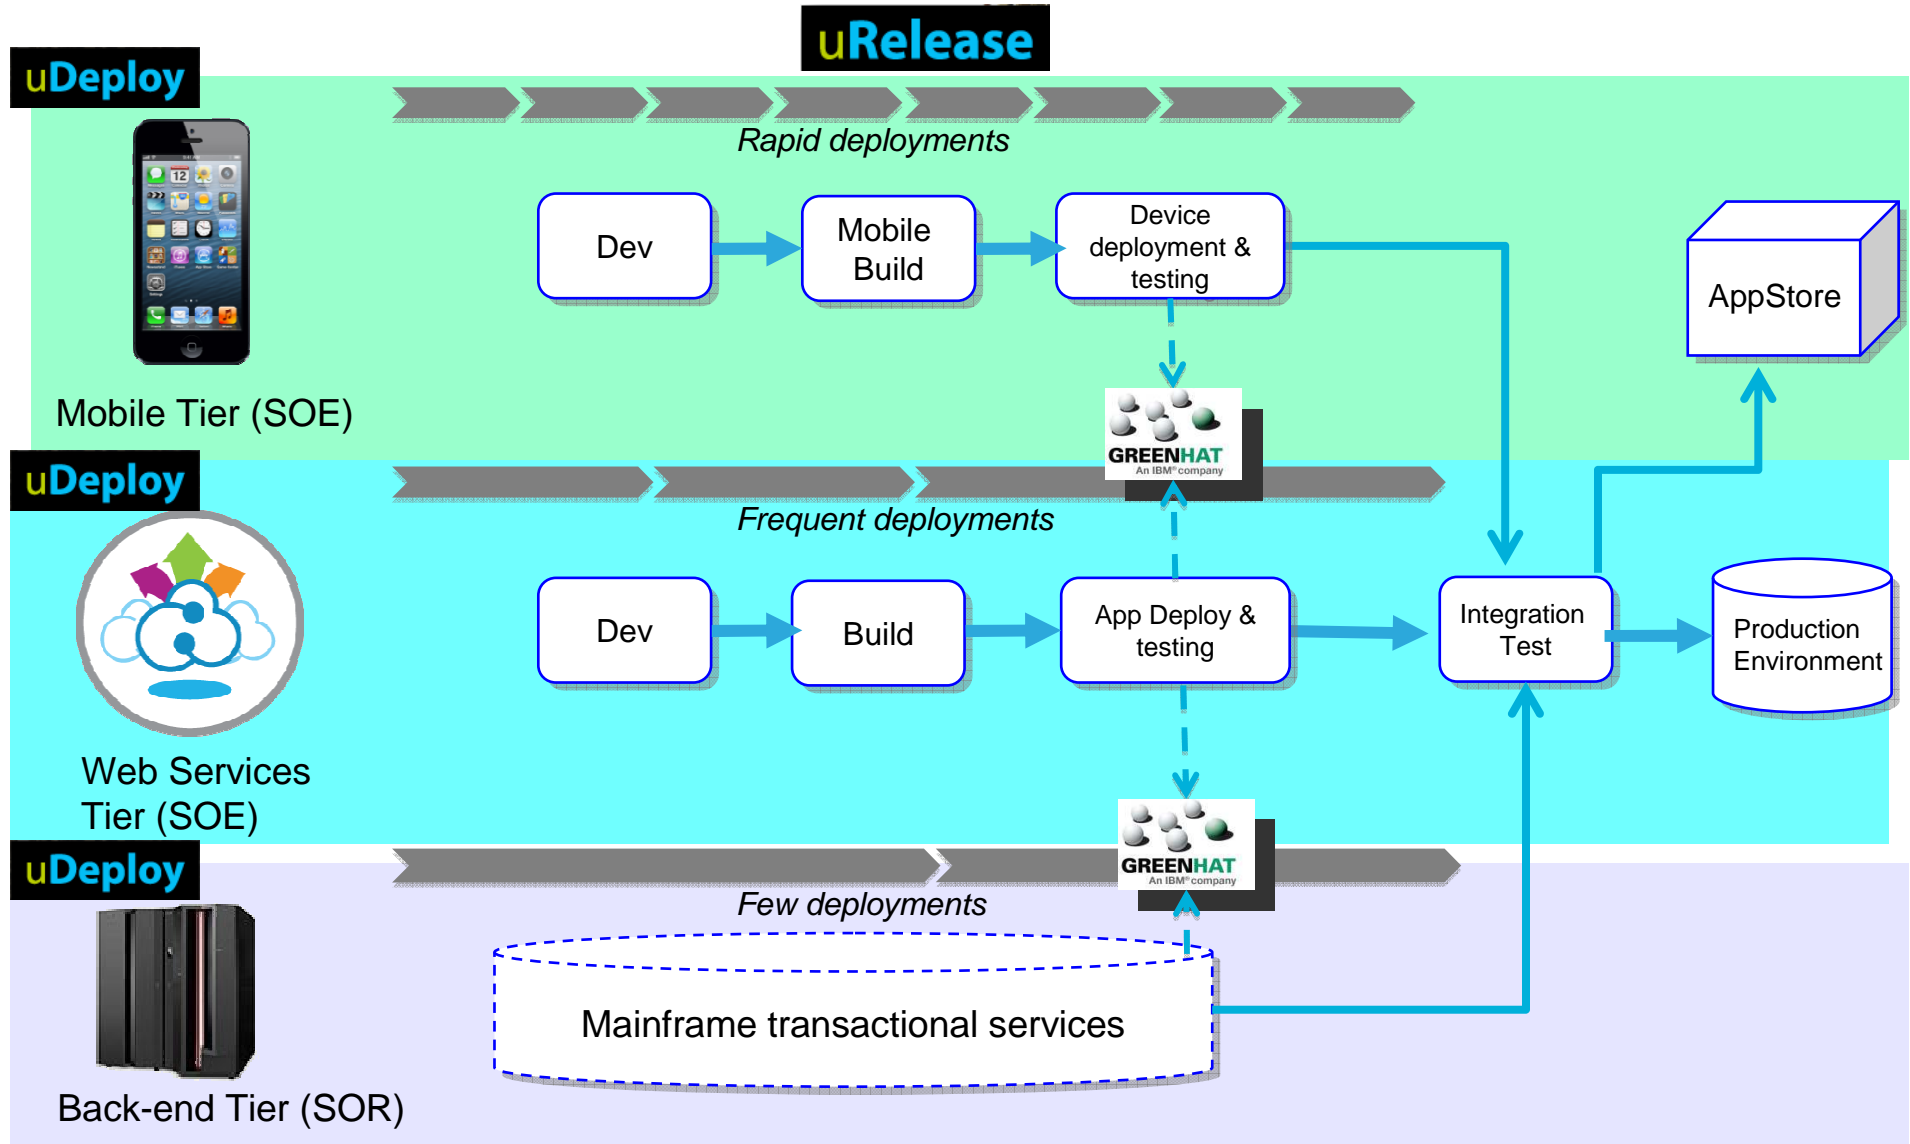 uRelease
uDeploy
Rapid deployments
Dev
Mobile
Build
Device
deployment &
testing
AppStore
12
Mobile Tier (SOE)
GREENHAT
An IBM® company
uDeploy
Frequent deployments
Dev
Build
App Deploy &
testing
Integration
Test
Production
Environment
Web Services
Tier (SOE)
GREENHAT
An IBM® company
uDeploy
Few deployments
Mainframe transactional services
Back-end Tier (SOR)